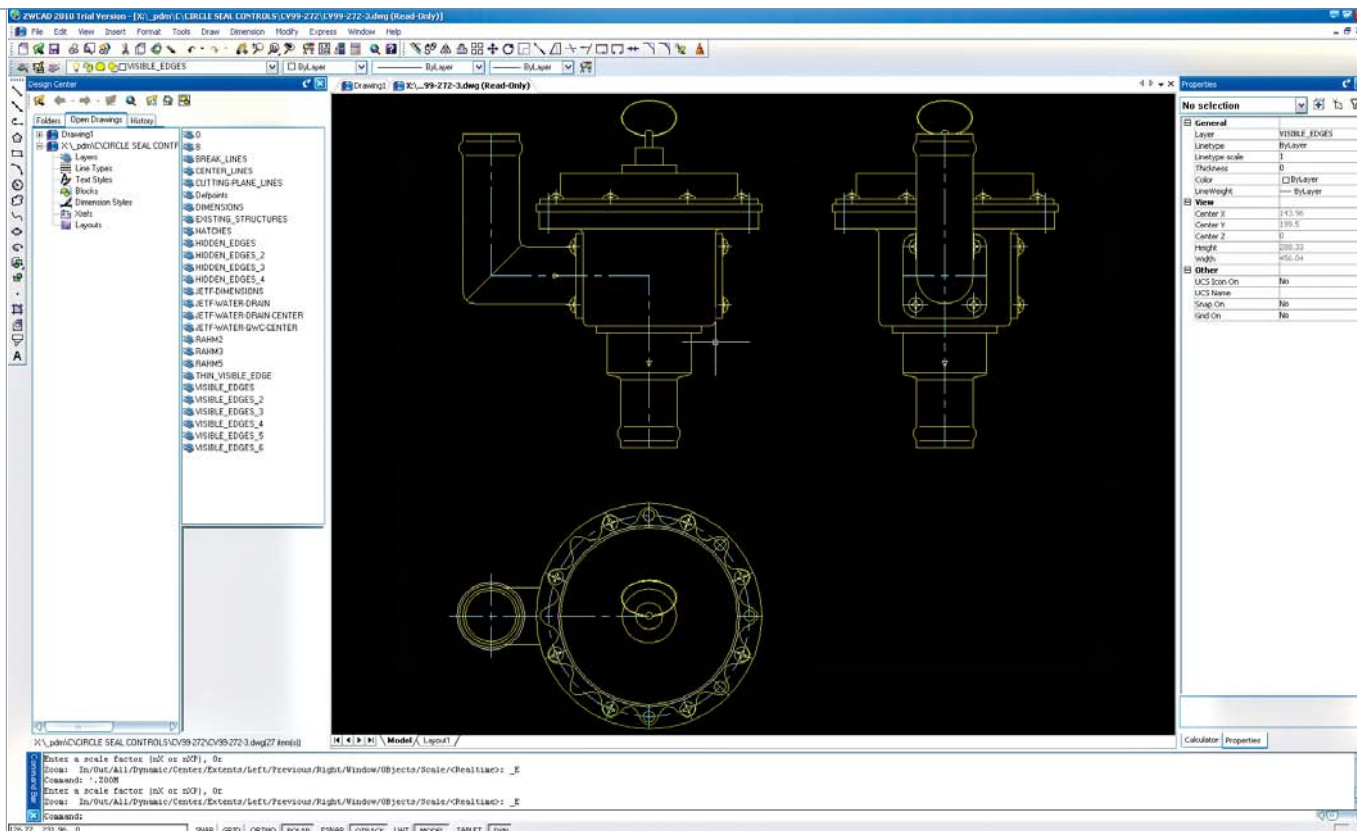 ZWCAD 2010 Trial Version - [X:\_pdm\C\CIRCLE SEAL CONTROLS\CV99-272\CV99-272-3.dwg (Read-Only)]
File Edit View Insert Format Tools Draw Dimension Modify Express Window Help
VISIBLE_EDGES ByLayer ByLayer ByLayer
Design Center
Drawing1 X:\_...99-272-3.dwg (Read-Only)
Folders Open Drawings History
Drawing1
X:\_pdm\C\CIRCLE SEAL CONTF
Layers
Line Types
Text Styles
Blocks
Dimension Styles
Xrefs
Layouts
0
8
BREAK_LINES
CENTER_LINES
CUTTING-PLANE_LINES
Defpoints
DIMENSIONS
EXISTING_STRUCTURES
HATCHES
HIDDEN_EDGES
HIDDEN_EDGES_2
HIDDEN_EDGES_3
HIDDEN_EDGES_4
JETF-DIMENSIONS
JETF-WATER-DRAIN
JETF-WATER-DRAIN CENTER
JETF-WATER-GWC-CENTER
RAHM2
RAHM3
RAHM5
THIN_VISIBLE_EDGE
VISIBLE_EDGES
VISIBLE_EDGES_2
VISIBLE_EDGES_3
VISIBLE_EDGES_4
VISIBLE_EDGES_5
VISIBLE_EDGES_6
Properties
No selection
General
Layer VISIBLE_EDGES
Linetype ByLayer
Linetype scale 1
Thickness 0
Color ByLayer
LineWeight ByLayer
View
Center X 143.96
Center Y 199.5
Center Z 0
Height 288.33
Width 456.04
Other
UCS Icon On No
UCS Name
Snap On No
Grid On No
X:\_pdm\C\CIRCLE SEAL CONTROLS\CV99-272\CV99-272-3.dwg(27 item(s))
Model Layout1
Calculator Properties
Command Bar
Enter a scale factor (nX or nXP), Or
Zoom: In/Out/All/Dynamic/Center/Extents/Left/Previous/Right/Window/OBjects/Scale/<Realtime>: _E
Command: '.ZOOM
Enter a scale factor (nX or nXP), Or
Zoom: In/Out/All/Dynamic/Center/Extents/Left/Previous/Right/Window/OBjects/Scale/<Realtime>: _E
Command:
SNAP GRID ORTHO POLAR ESNAP OTRACK LWT MODEL TABLET DYN